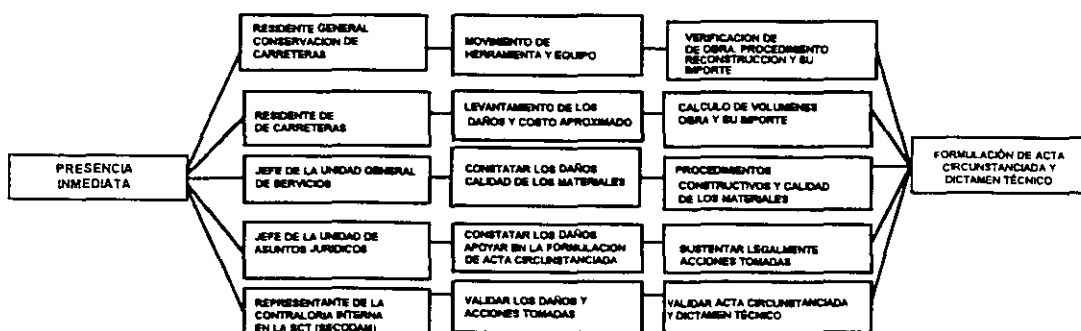 PRESENCIA
INMEDIATA
RESIDENTE GENERAL
CONSERVACION DE
CARRETERAS
MOVIMIENTO DE
HERRAMIENTA Y EQUIPO
VERIFICACION DE
DE OBRA. PROCEDIMIENTO
RECONSTRUCCION Y SU
IMPORTE
RESIDENTE DE
DE CARRETERAS
LEVANTAMIENTO DE LOS
DAÑOS Y COSTO APROXIMADO
CALCULO DE VOLUMENES
OBRA Y SU IMPORTE
JEFE DE LA UNIDAD GENERAL
DE SERVICIOS
CONSTATAR LOS DAÑOS
CALIDAD DE LOS MATERIALES
PROCEDIMIENTOS
CONSTRUCTIVOS Y CALIDAD
DE LOS MATERIALES
JEFE DE LA UNIDAD DE
ASUNTOS JURIDICOS
CONSTATAR LOS DAÑOS
APOYAR EN LA FORMULACION
DE ACTA CIRCUNSTANCIADA
SUSTENTAR LEGALMENTE
ACCIONES TOMADAS
REPRESENTANTE DE LA
CONTRALORIA INTERNA
EN LA SCT (SECODAM)
VALIDAR LOS DAÑOS Y
ACCIONES TOMADAS
VALIDAR ACTA CIRCUNSTANCIADA
Y DICTAMEN TÉCNICO
FORMULACIÓN DE ACTA
CIRCUNSTANCIADA Y
DICTAMEN TÉCNICO